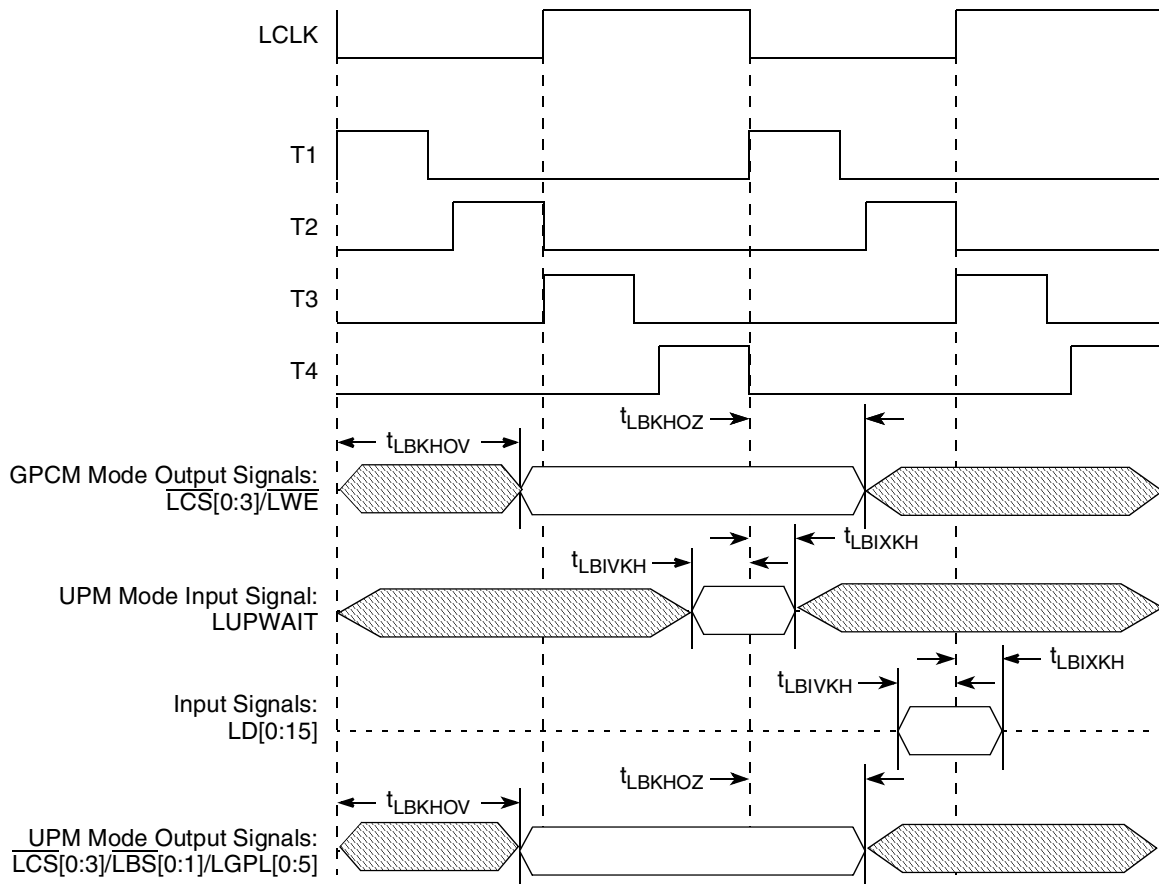 LCLK
T1
T2
T3
T4
tLBKHOZ
tLBKHOV
GPCM Mode Output Signals:
LCS[0:3]/LWE
tLBIXKH
tLBIVKH
UPM Mode Input Signal:
LUPWAIT
tLBIXKH
tLBIVKH
Input Signals:
LD[0:15]
tLBKHOZ
tLBKHOV
UPM Mode Output Signals:
LCS[0:3]/LBS[0:1]/LGPL[0:5]